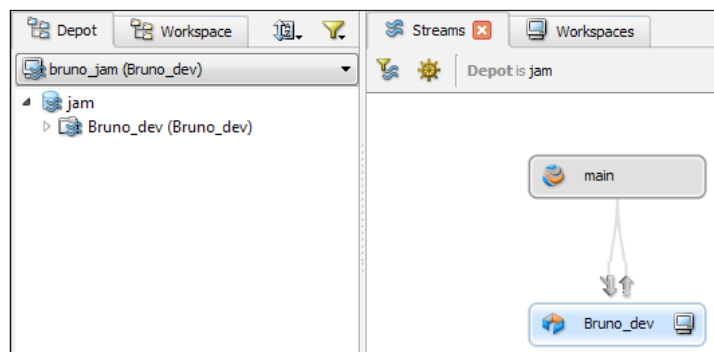 Depot
Workspace
bruno_jam (Bruno_dev)
jam
Bruno_dev (Bruno_dev)
Streams
Workspaces
Depot is jam
main
Bruno_dev